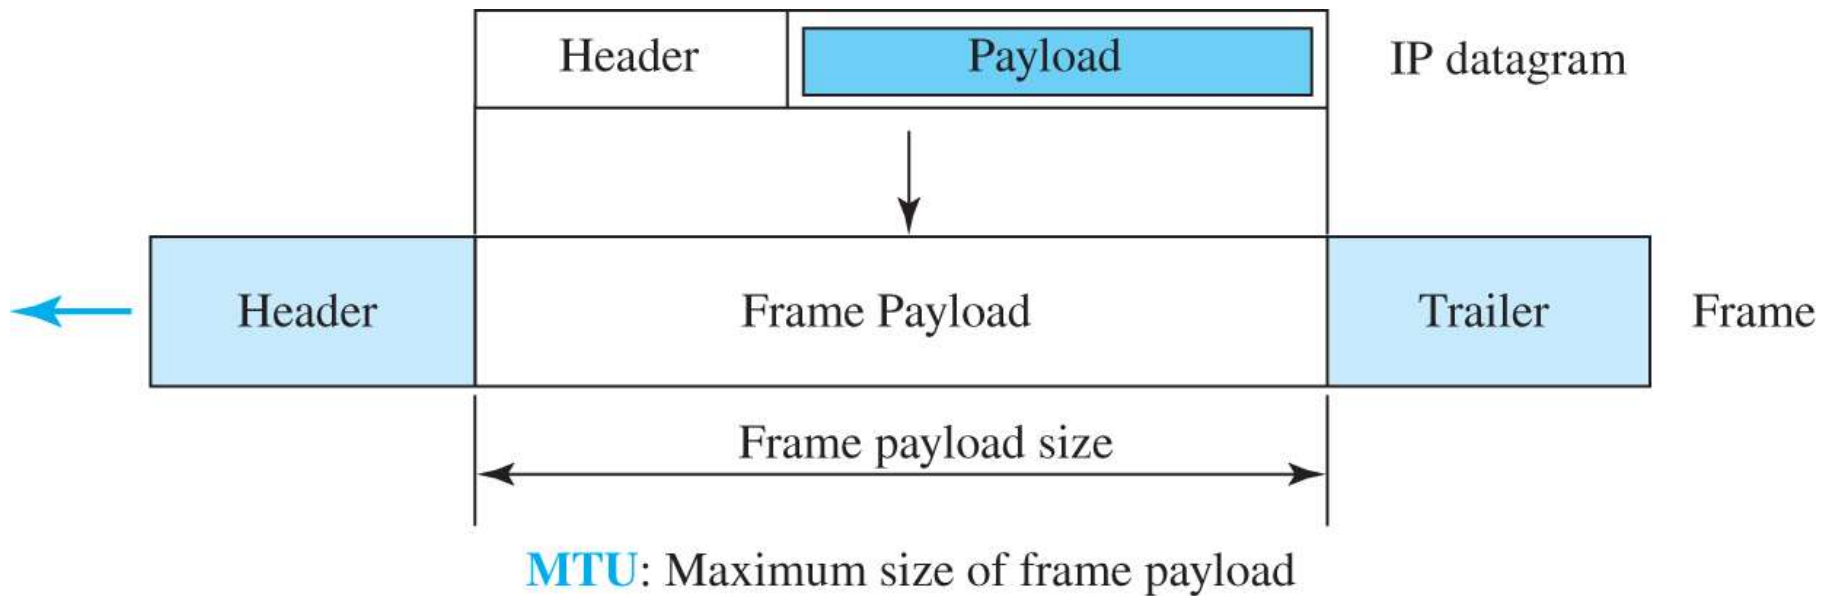 Header Payload IP datagram
Header Frame Payload Trailer Frame
Frame payload size
MTU: Maximum size of frame payload